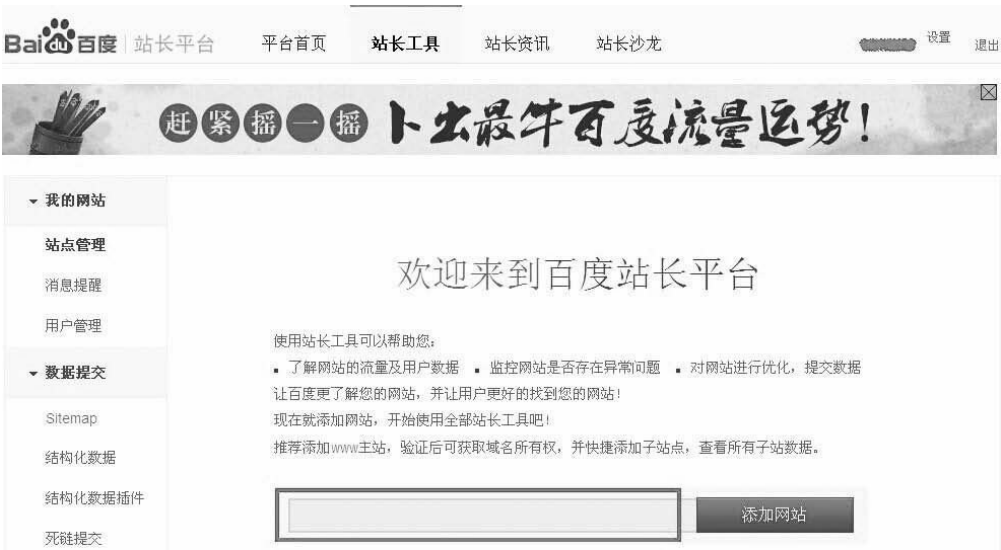 Bai du 百度 站长平台 平台首页 站长工具 站长资讯 站长沙龙 设置 退出
赶紧摇一摇 卜出最牛百度流量运势!
我的网站
站点管理
消息提醒
用户管理
数据提交
Sitemap
结构化数据
结构化数据插件
死链提交
欢迎来到百度站长平台
使用站长工具可以帮助您:
▪ 了解网站的流量及用户数据 ▪ 监控网站是否存在异常问题 ▪ 对网站进行优化，提交数据
让百度更了解您的网站，并让用户更好的找到您的网站!
现在就添加网站，开始使用全部站长工具吧!
推荐添加www主站，验证后可获取域名所有权，并快捷添加子站点，查看所有子站数据。
添加网站